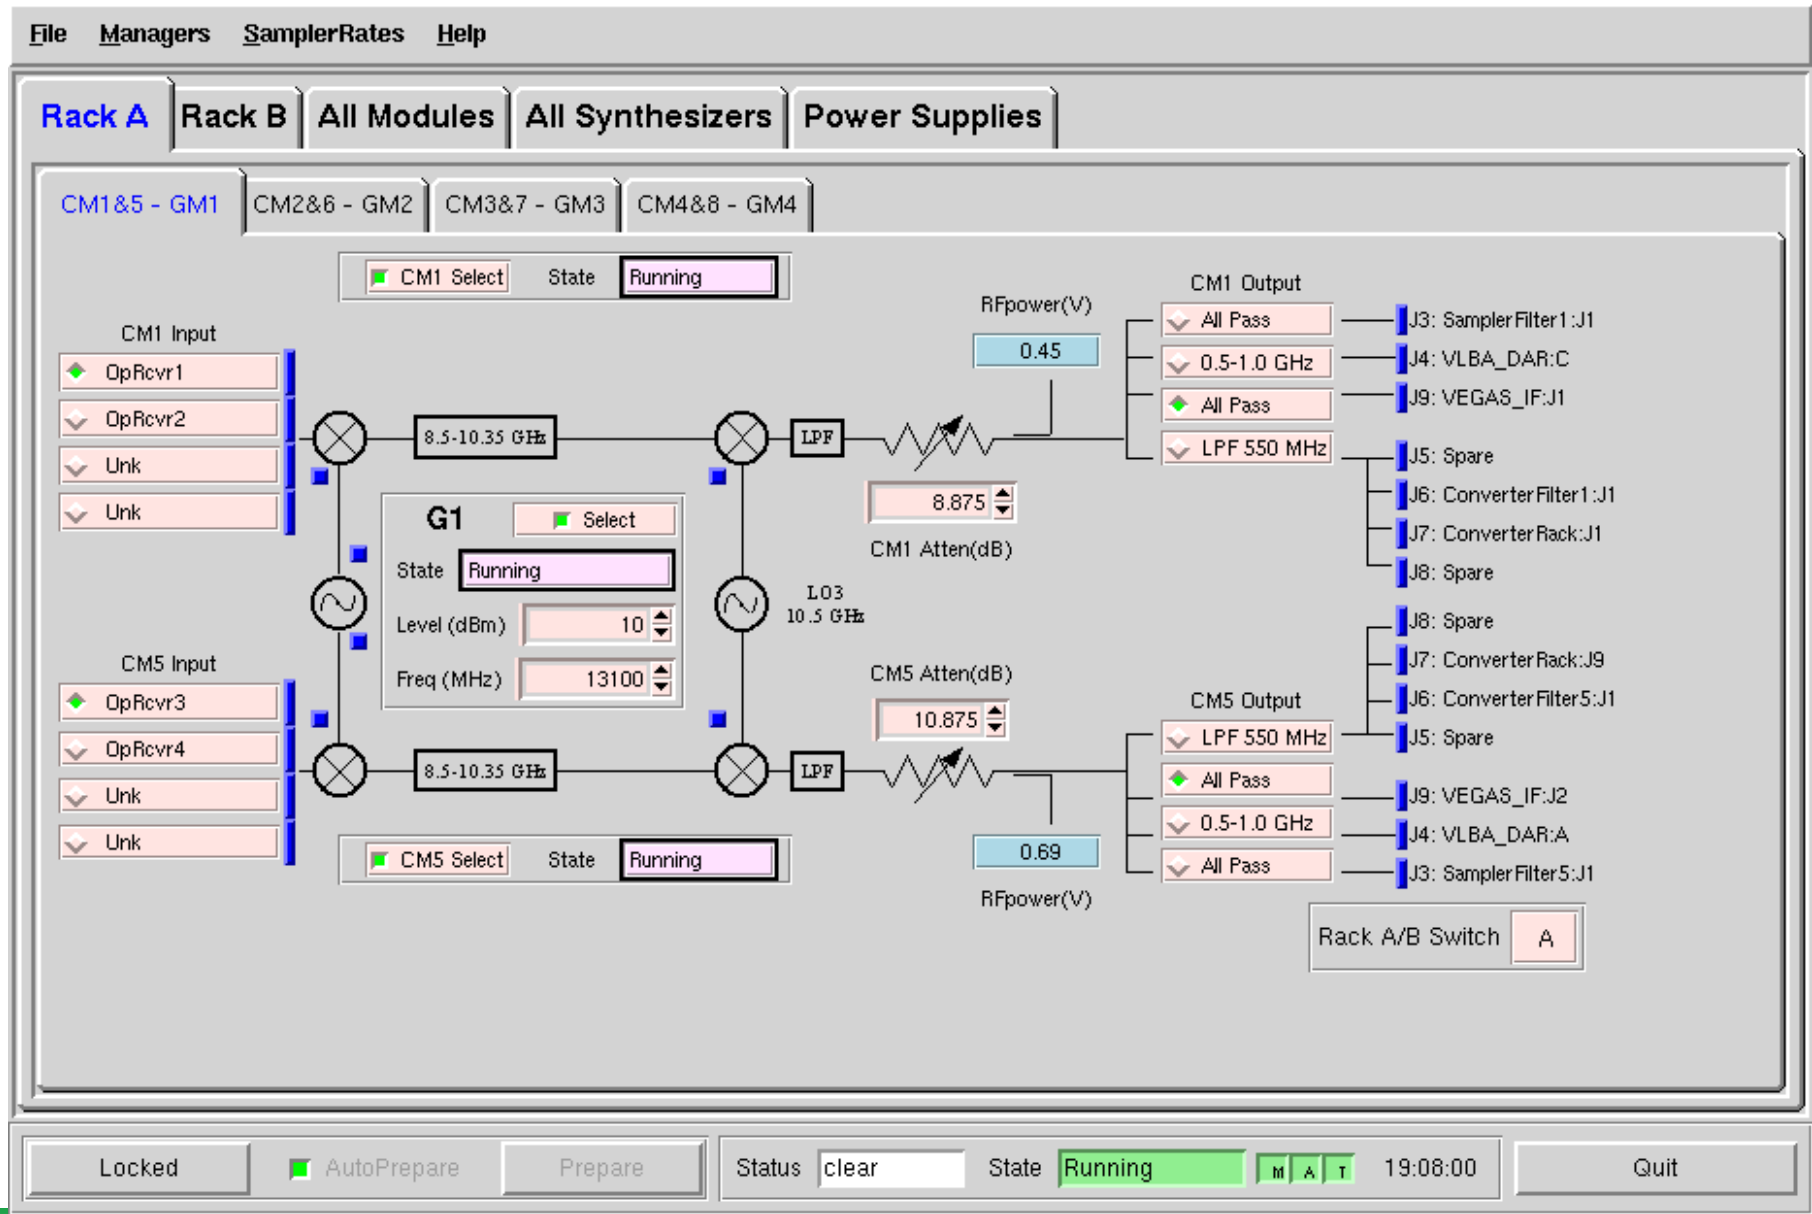 File Managers SamplerRates Help
Rack A Rack B All Modules All Synthesizers Power Supplies
CM1&5 - GM1 CM2&6 - GM2 CM3&7 - GM3 CM4&8 - GM4
CM1 Select State Running
CM1 Input
OpRcvr1
OpRcvr2
Unk
Unk
8.5-10.35 GHz
LPF
RFpower(V)
0.45
8.875
CM1 Atten(dB)
CM1 Output
All Pass
0.5-1.0 GHz
All Pass
LPF 550 MHz
J3: SamplerFilter1:J1
J4: VLBA_DAR:C
J9: VEGAS_IF:J1
J5: Spare
J6: ConverterFilter1:J1
J7: ConverterRack:J1
J8: Spare
G1 Select
State Running
Level (dBm) 10
Freq (MHz) 13100
LO3
10.5 GHz
CM5 Input
OpRcvr3
OpRcvr4
Unk
Unk
8.5-10.35 GHz
LPF
CM5 Atten(dB)
10.875
0.69
RFpower(V)
CM5 Select State Running
CM5 Output
LPF 550 MHz
All Pass
0.5-1.0 GHz
All Pass
J8: Spare
J7: ConverterRack:J9
J6: ConverterFilter5:J1
J5: Spare
J9: VEGAS_IF:J2
J4: VLBA_DAR:A
J3: SamplerFilter5:J1
Rack A/B Switch A
Locked AutoPrepare Prepare Status clear State Running M A T 19:08:00 Quit